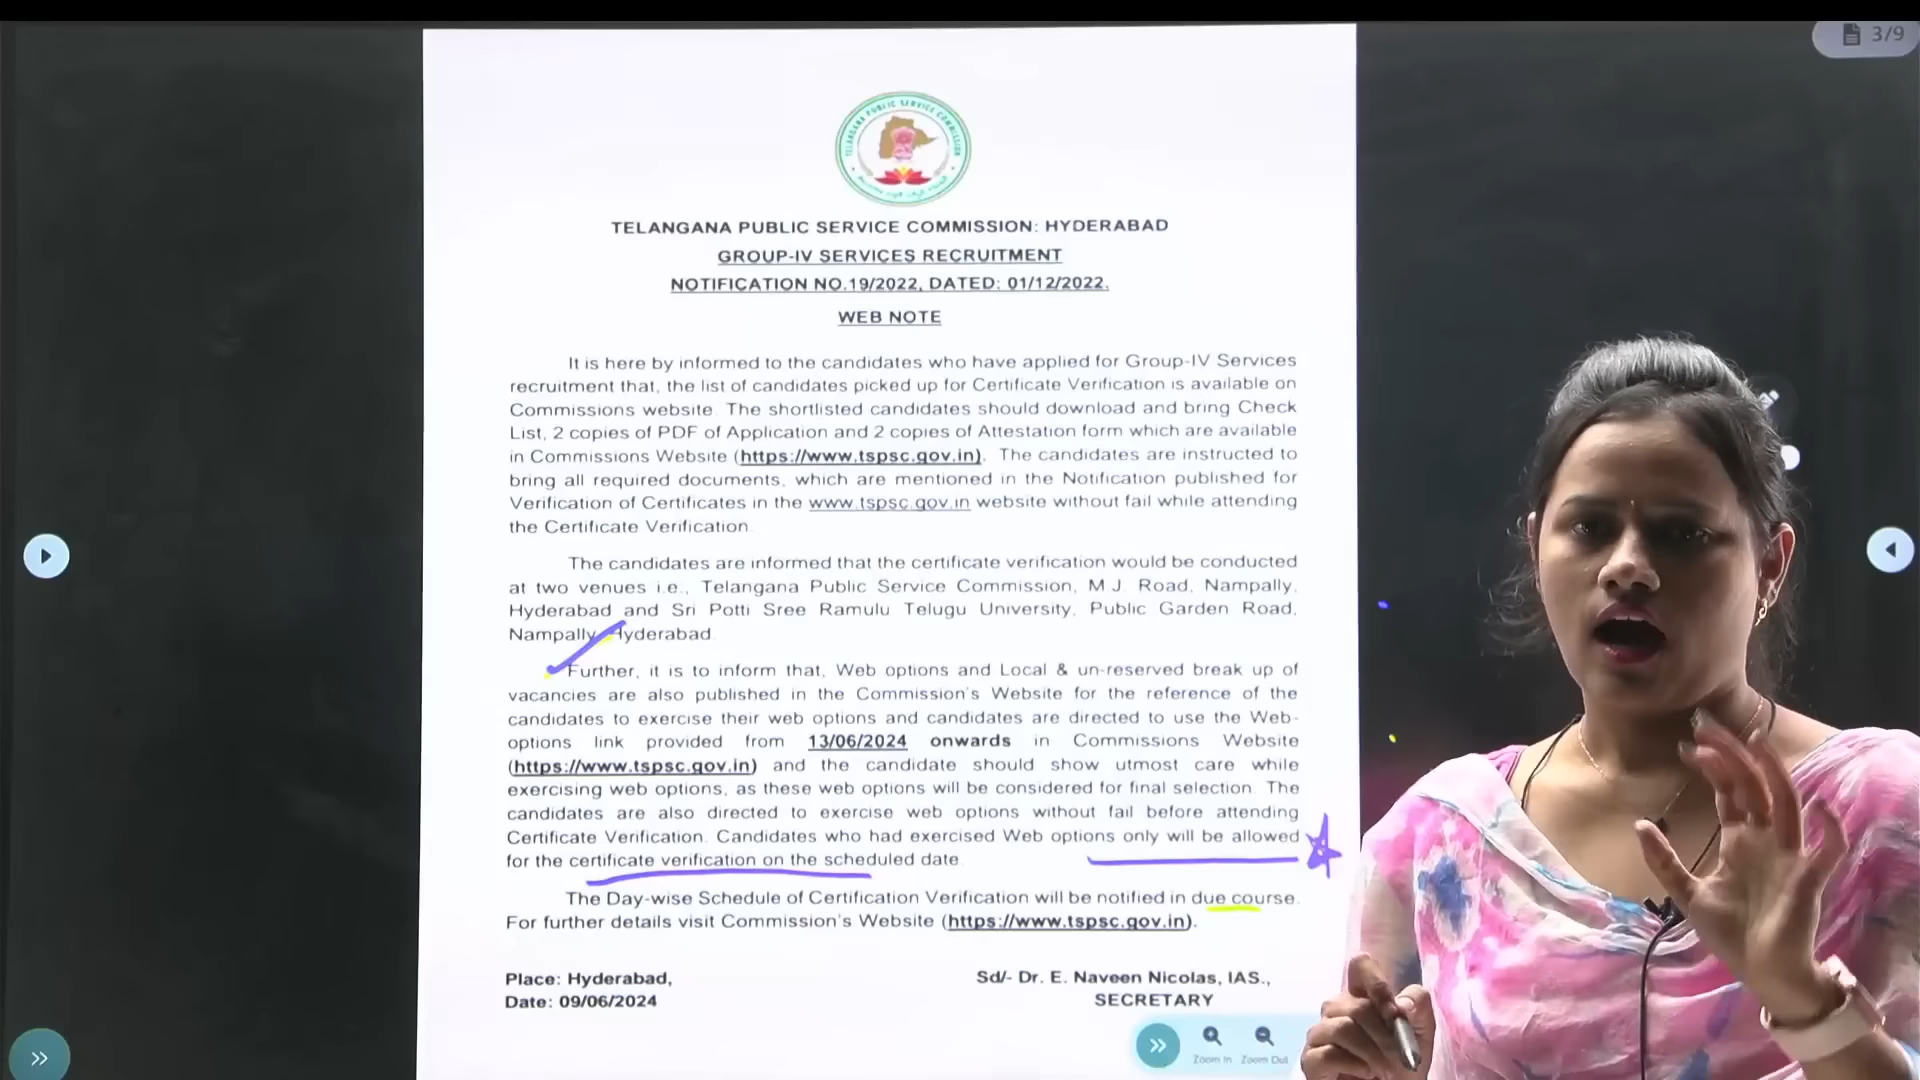 3/9
TELANGANA PUBLIC SERVICE COMMISSION
TELANGANA PUBLIC SERVICE COMMISSION: HYDERABAD
GROUP-IV SERVICES RECRUITMENT
NOTIFICATION NO.19/2022, DATED: 01/12/2022.
WEB NOTE
It is here by informed to the candidates who have applied for Group-IV Services
recruitment that, the list of candidates picked up for Certificate Verification is available on
Commissions website. The shortlisted candidates should download and bring Check
List, 2 copies of PDF of Application and 2 copies of Attestation form which are available
in Commissions Website (https://www.tspsc.gov.in). The candidates are instructed to
bring all required documents, which are mentioned in the Notification published for
Verification of Certificates in the www.tspsc.gov.in website without fail while attending
the Certificate Verification.
The candidates are informed that the certificate verification would be conducted
at two venues i.e., Telangana Public Service Commission, M.J. Road, Nampally,
Hyderabad and Sri Potti Sree Ramulu Telugu University, Public Garden Road,
Nampally, Hyderabad.
Further, it is to inform that, Web options and Local & un-reserved break up of
vacancies are also published in the Commission's Website for the reference of the
candidates to exercise their web options and candidates are directed to use the Web-
options link provided from 13/06/2024 onwards in Commissions Website
(https://www.tspsc.gov.in) and the candidate should show utmost care while
exercising web options, as these web options will be considered for final selection. The
candidates are also directed to exercise web options without fail before attending
Certificate Verification. Candidates who had exercised Web options only will be allowed
for the certificate verification on the scheduled date.
The Day-wise Schedule of Certification Verification will be notified in due course.
For further details visit Commission's Website (https://www.tspsc.gov.in).
Place: Hyderabad,
Date: 09/06/2024
Sd/- Dr. E. Naveen Nicolas, IAS.,
SECRETARY
Zoom In Zoom Out